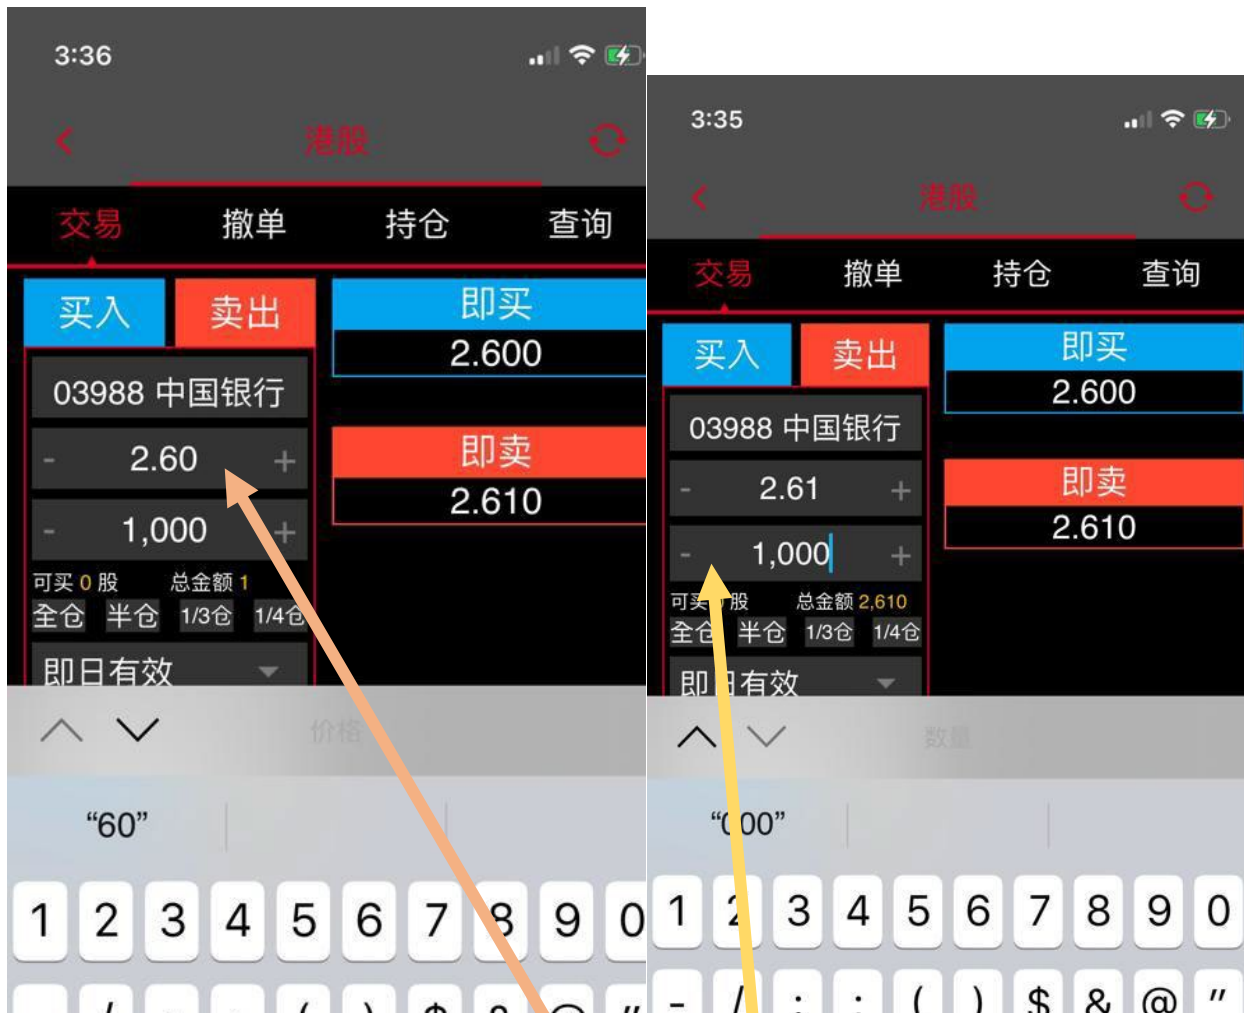 3:36
港股
交易 撤单 持仓 查询
买入 卖出 即买
2.600
03988 中国银行
- 2.60 + 即卖
2.610
- 1,000 +
可买 0 股 总金额 1
全仓 半仓 1/3仓 1/4仓
即日有效
价格
“60”
1 2 3 4 5 6 7 8 9 0
3:35
港股
交易 撤单 持仓 查询
买入 卖出 即买
2.600
03988 中国银行
- 2.61 + 即卖
2.610
- 1,000 +
可买 股 总金额 2,610
全仓 半仓 1/3仓 1/4仓
即日有效
数量
“000”
1 2 3 4 5 6 7 8 9 0
- / : ; ( ) $ & @ "